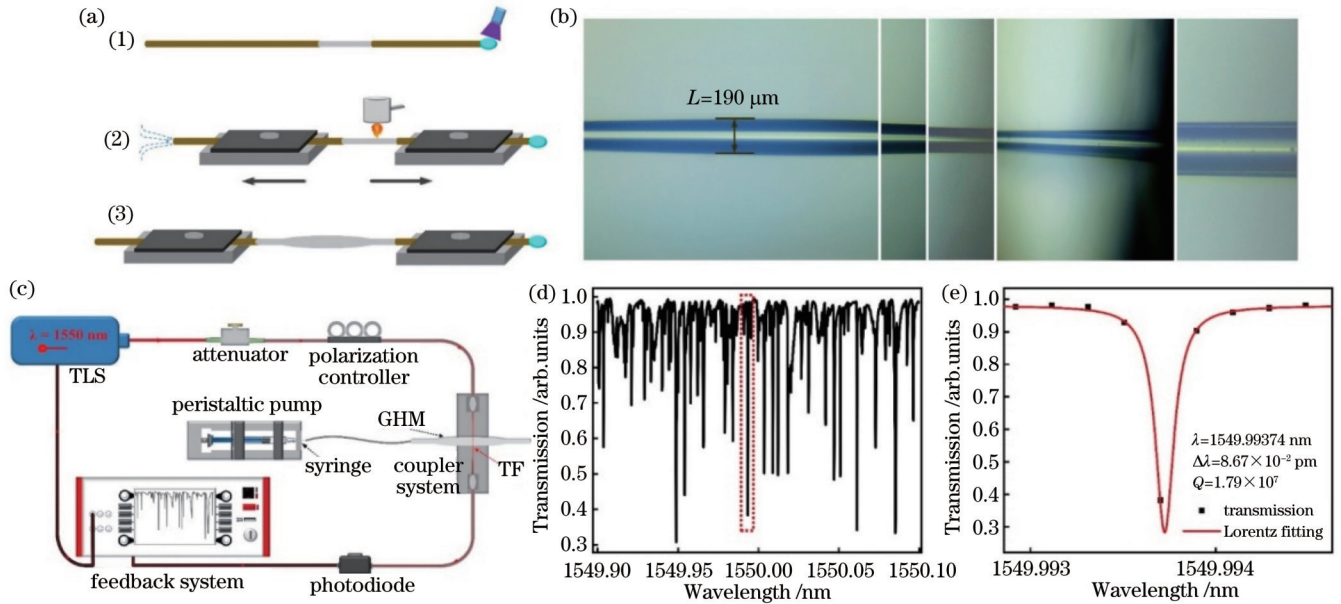 (a)
(1)
(2)
(3)
(b)
L=190 μm
(c)
λ = 1550 nm
TLS
attenuator
polarization
controller
peristaltic pump
syringe
GHM
coupler
system
TF
feedback system
photodiode
(d)
Transmission /arb.units
1.0
0.9
0.8
0.7
0.6
0.5
0.4
0.3
1549.90
1549.95
1550.00
1550.05
1550.10
Wavelength /nm
(e)
Transmission /arb.units
1.0
0.9
0.8
0.7
0.6
0.5
0.4
0.3
λ=1549.99374 nm
Δλ=8.67×10⁻² pm
Q=1.79×10⁷
transmission
Lorentz fitting
1549.993
1549.994
Wavelength /nm